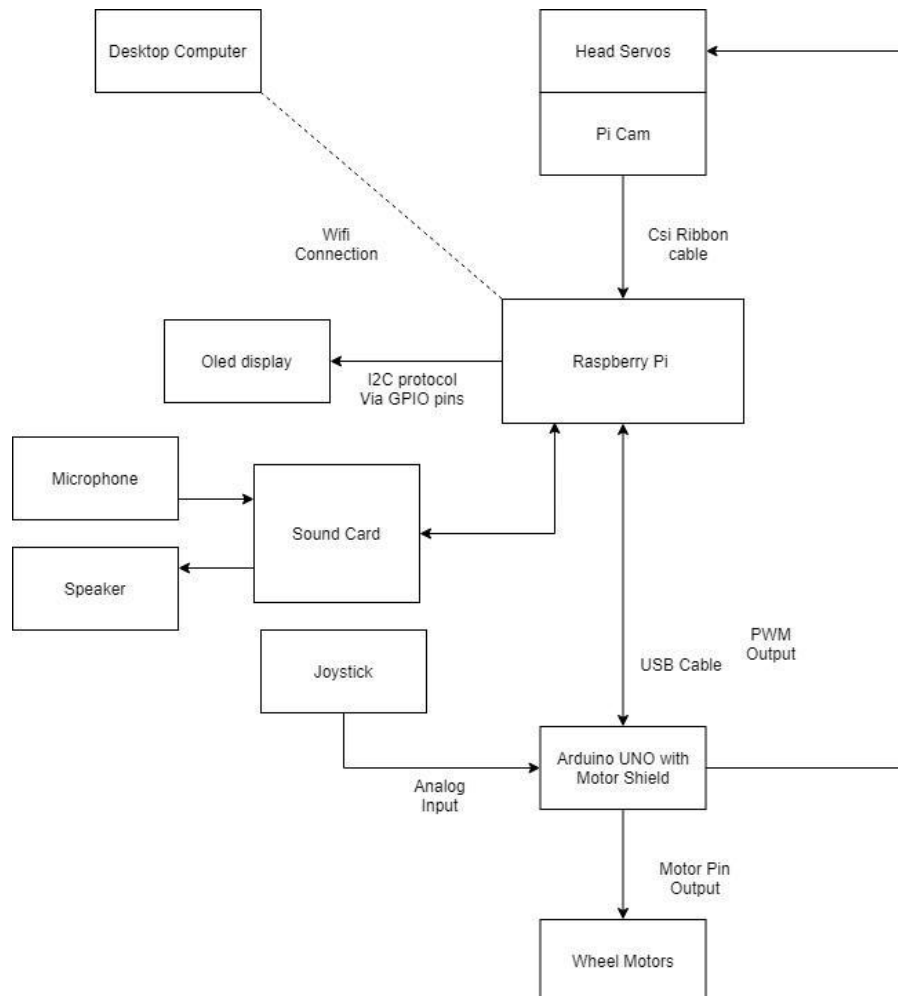 Desktop Computer
Head Servos
Pi Cam
Wifi
Connection
Csi Ribbon
cable
Oled display
I2C protocol
Via GPIO pins
Raspberry Pi
Microphone
Sound Card
Speaker
Joystick
USB Cable
PWM
Output
Analog
Input
Arduino UNO with
Motor Shield
Motor Pin
Output
Wheel Motors